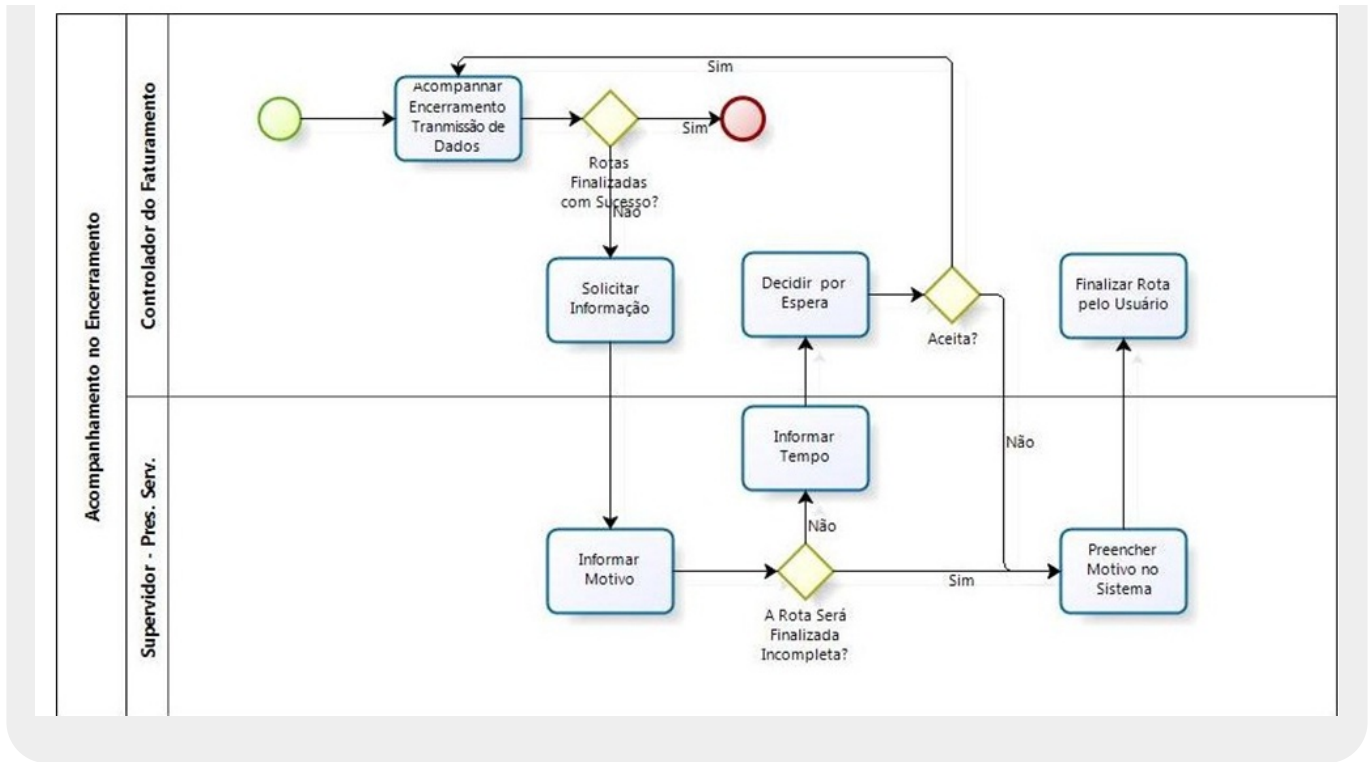 Acompanhamento no Encerramento
Controlador do Faturamento
Acompanhar
Encerramento
Tranmissão de
Dados
Sim
Sim
Rotas
Finalizadas
com Sucesso?
Não
Solicitar
Informação
Decidir por
Espera
Aceita?
Finalizar Rota
pelo Usuário
Supervisor - Pres. Serv.
Informar
Tempo
Não
Não
Informar
Motivo
A Rota Será
Finalizada
Incompleta?
Sim
Preencher
Motivo no
Sistema